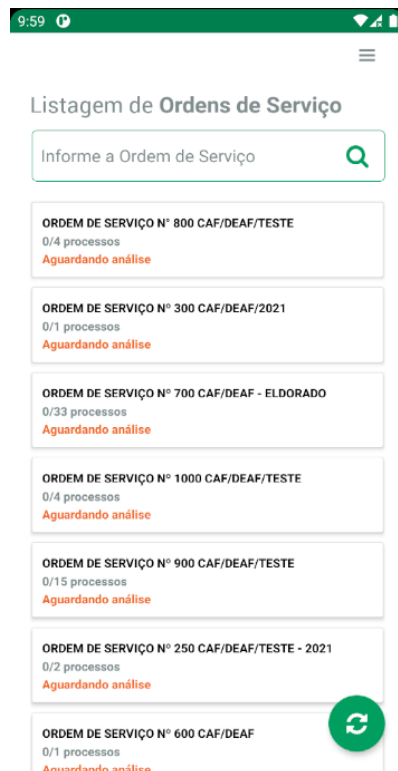 9:59
Listagem de Ordens de Serviço
Informe a Ordem de Serviço
ORDEM DE SERVIÇO N° 800 CAF/DEAF/TESTE
0/4 processos
Aguardando análise
ORDEM DE SERVIÇO Nº 300 CAF/DEAF/2021
0/1 processos
Aguardando análise
ORDEM DE SERVIÇO Nº 700 CAF/DEAF - ELDORADO
0/33 processos
Aguardando análise
ORDEM DE SERVIÇO Nº 1000 CAF/DEAF/TESTE
0/4 processos
Aguardando análise
ORDEM DE SERVIÇO Nº 900 CAF/DEAF/TESTE
0/15 processos
Aguardando análise
ORDEM DE SERVIÇO Nº 250 CAF/DEAF/TESTE - 2021
0/2 processos
Aguardando análise
ORDEM DE SERVIÇO Nº 600 CAF/DEAF
0/1 processos
Aguardando análise